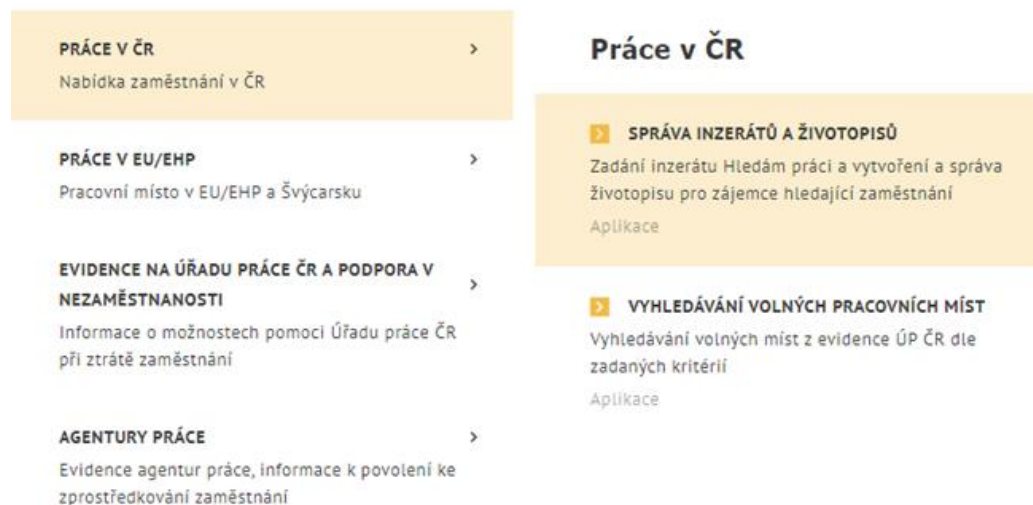 PRÁCE V ČR
Nabídka zaměstnání v ČR
PRÁCE V EU/EHP
Pracovní místo v EU/EHP a Švýcarsku
EVIDENCE NA ÚŘADU PRÁCE ČR A PODPORA V
NEZAMĚSTNANOSTI
Informace o možnostech pomoci Úřadu práce ČR
při ztrátě zaměstnání
AGENTURY PRÁCE
Evidence agentur práce, informace k povolení ke
zprostředkování zaměstnání
Práce v ČR
SPRÁVA INZERÁTŮ A ŽIVOTOPISŮ
Zadání inzerátu Hledám práci a vytvoření a správa
životopisu pro zájemce hledající zaměstnání
Aplikace
VYHLEDÁVÁNÍ VOLNÝCH PRACOVNÍCH MÍST
Vyhledávání volných míst z evidence ÚP ČR dle
zadaných kritérií
Aplikace